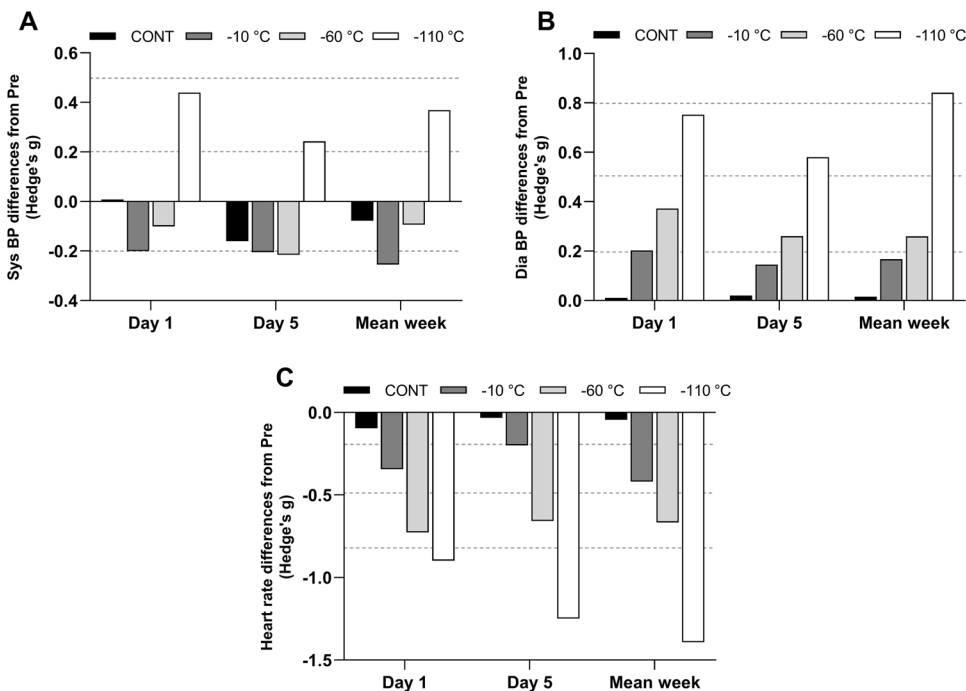 A
CONT -10 °C -60 °C -110 °C
Sys BP differences from Pre
(Hedge's g)
0.6
0.4
0.2
0.0
-0.2
-0.4
Day 1 Day 5 Mean week
B
CONT -10 °C -60 °C -110 °C
Dia BP differences from Pre
(Hedge's g)
1.0
0.8
0.6
0.4
0.2
0.0
Day 1 Day 5 Mean week
C
CONT -10 °C -60 °C -110 °C
Heart rate differences from Pre
(Hedge's g)
0.0
-0.5
-1.0
-1.5
Day 1 Day 5 Mean week